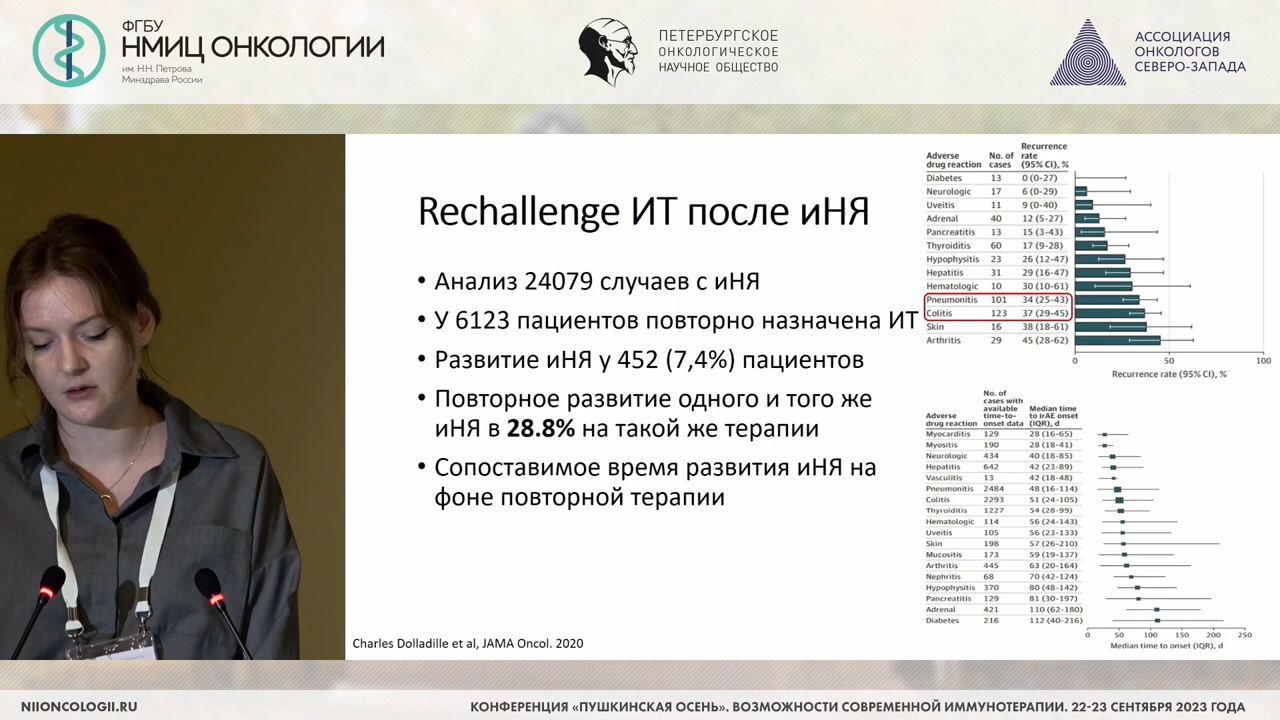 ФГБУ
НМИЦ ОНКОЛОГИИ
им. Н.Н. Петрова
Минздрава России
ПЕТЕРБУРГСКОЕ
ОНКОЛОГИЧЕСКОЕ
НАУЧНОЕ ОБЩЕСТВО
АССОЦИАЦИЯ
ОНКОЛОГОВ
СЕВЕРО-ЗАПАДА
Rechallenge ИТ после иНЯ
• Анализ 24079 случаев с иНЯ
• У 6123 пациентов повторно назначена ИТ
• Развитие иНЯ у 452 (7,4%) пациентов
• Повторное развитие одного и того же
иНЯ в 28.8% на такой же терапии
• Сопоставимое время развития иНЯ на
фоне повторной терапии
Charles Dolladille et al, JAMA Oncol. 2020
Adverse drug reaction No. of cases Recurrence rate (95% CI), %
Diabetes 13 0 (0-27)
Neurologic 17 6 (0-29)
Uveitis 11 9 (0-40)
Adrenal 40 12 (5-27)
Pancreatitis 13 15 (3-43)
Thyroiditis 60 17 (9-28)
Hypophysitis 23 26 (12-47)
Hepatitis 31 29 (16-47)
Hematologic 10 30 (10-61)
Pneumonitis 101 34 (25-43)
Colitis 123 37 (29-45)
Skin 16 38 (18-61)
Arthritis 29 45 (28-62)
0 50 100
Recurrence rate (95% CI), %
Adverse drug reaction No. of cases with available time-to-onset data Median time to irAE onset (IQR), d
Myocarditis 129 28 (16-65)
Myositis 190 28 (18-41)
Neurologic 434 40 (18-85)
Hepatitis 642 42 (23-89)
Vasculitis 13 42 (18-48)
Pneumonitis 2484 48 (16-114)
Colitis 2293 51 (24-105)
Thyroiditis 1227 54 (28-99)
Hematologic 114 56 (24-143)
Uveitis 105 56 (23-133)
Skin 198 57 (26-210)
Mucositis 173 59 (19-137)
Arthritis 445 63 (20-164)
Nephritis 68 70 (42-124)
Hypophysitis 370 80 (48-142)
Pancreatitis 129 81 (30-197)
Adrenal 421 110 (62-180)
Diabetes 216 112 (40-216)
0 50 100 150 200 250
Median time to onset (IQR), d
NIIONCOLOGII.RU
КОНФЕРЕНЦИЯ «ПУШКИНСКАЯ ОСЕНЬ». ВОЗМОЖНОСТИ СОВРЕМЕННОЙ ИММУНОТЕРАПИИ. 22-23 СЕНТЯБРЯ 2023 ГОДА